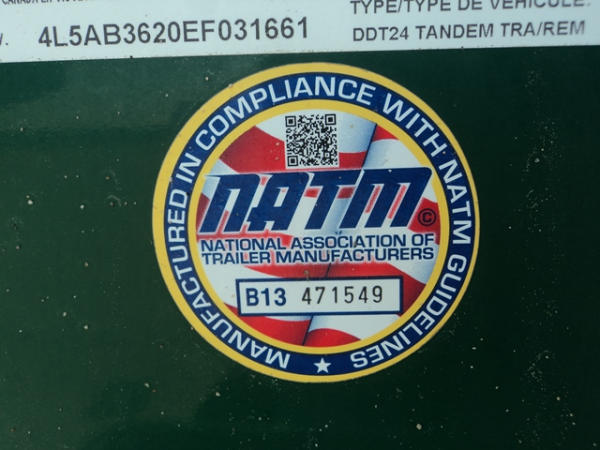 TYPE/TYPE DE VÉHICULE:
4L5AB3620EF031661
DDT24 TANDEM TRA/REM
MANUFACTURED IN COMPLIANCE WITH NATM GUIDELINES ★
NATM ©
NATIONAL ASSOCIATION OF
TRAILER MANUFACTURERS
B13 471549